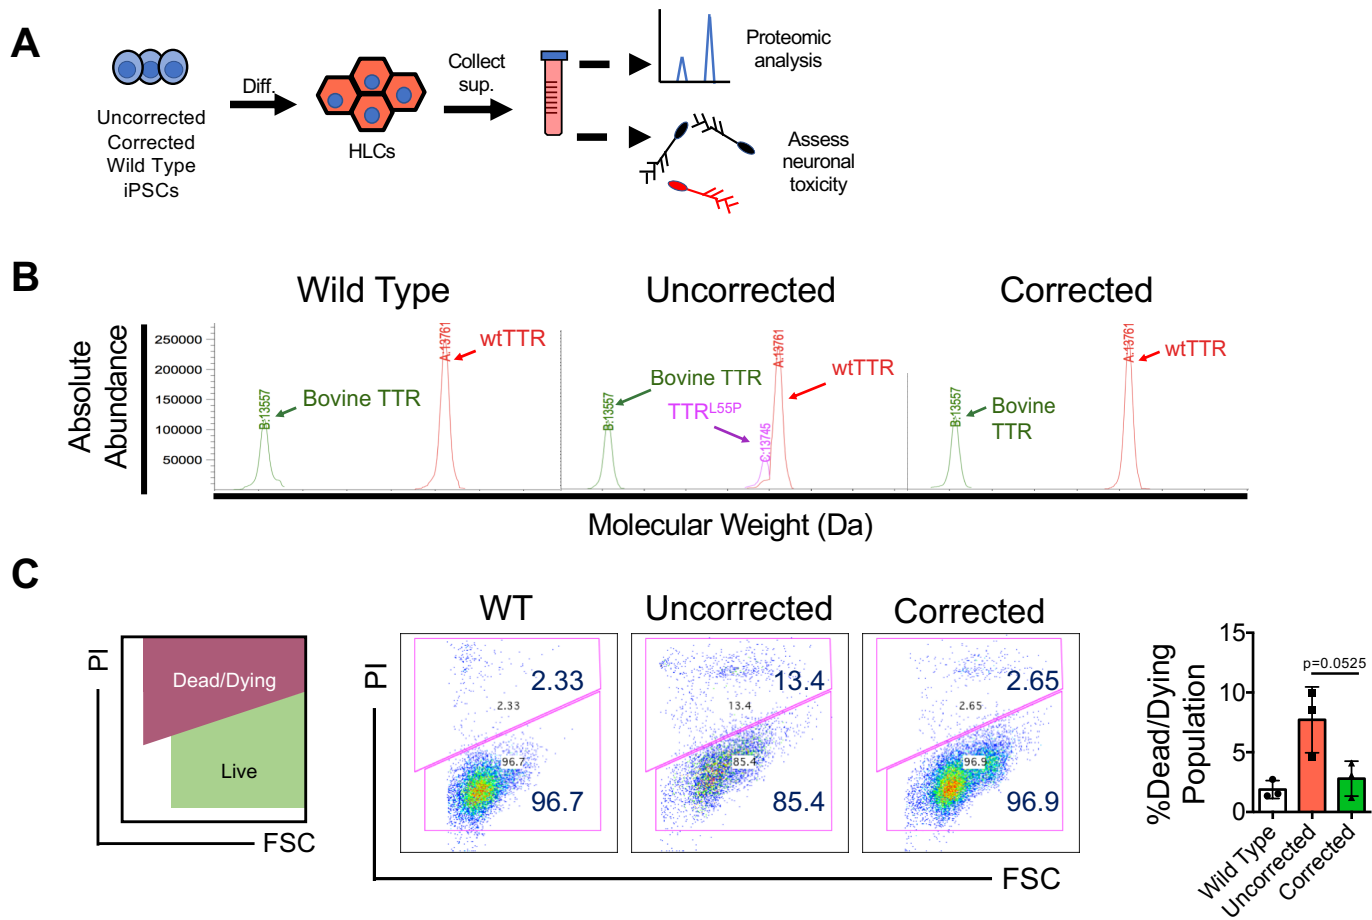 A
Uncorrected
Corrected
Wild Type
iPSCs
Diff.
HLCs
Collect
sup.
Proteomic
analysis
Assess
neuronal
toxicity
B
Wild Type
Uncorrected
Corrected
Absolute
Abundance
250000
200000
150000
100000
50000
B:13557
Bovine TTR
A:13761
wtTTR
B:13557
Bovine TTR
TTRL55P
C:13745
A:13761
wtTTR
B:13557
Bovine
TTR
A:13761
wtTTR
Molecular Weight (Da)
C
PI
Dead/Dying
Live
FSC
WT
Uncorrected
Corrected
PI
2.33
2.33
96.7
96.7
13.4
13.4
85.4
85.4
2.65
2.65
96.9
96.9
FSC
%Dead/Dying
Population
15
10
5
0
p=0.0525
Wild Type
Uncorrected
Corrected